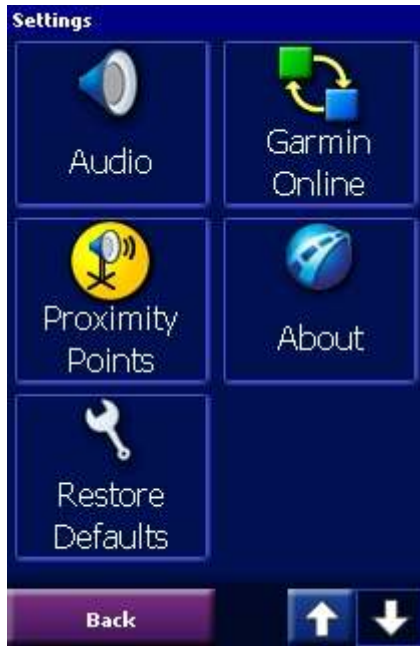 Settings
Audio
Garmin
Online
Proximity
Points
About
Restore
Defaults
Back